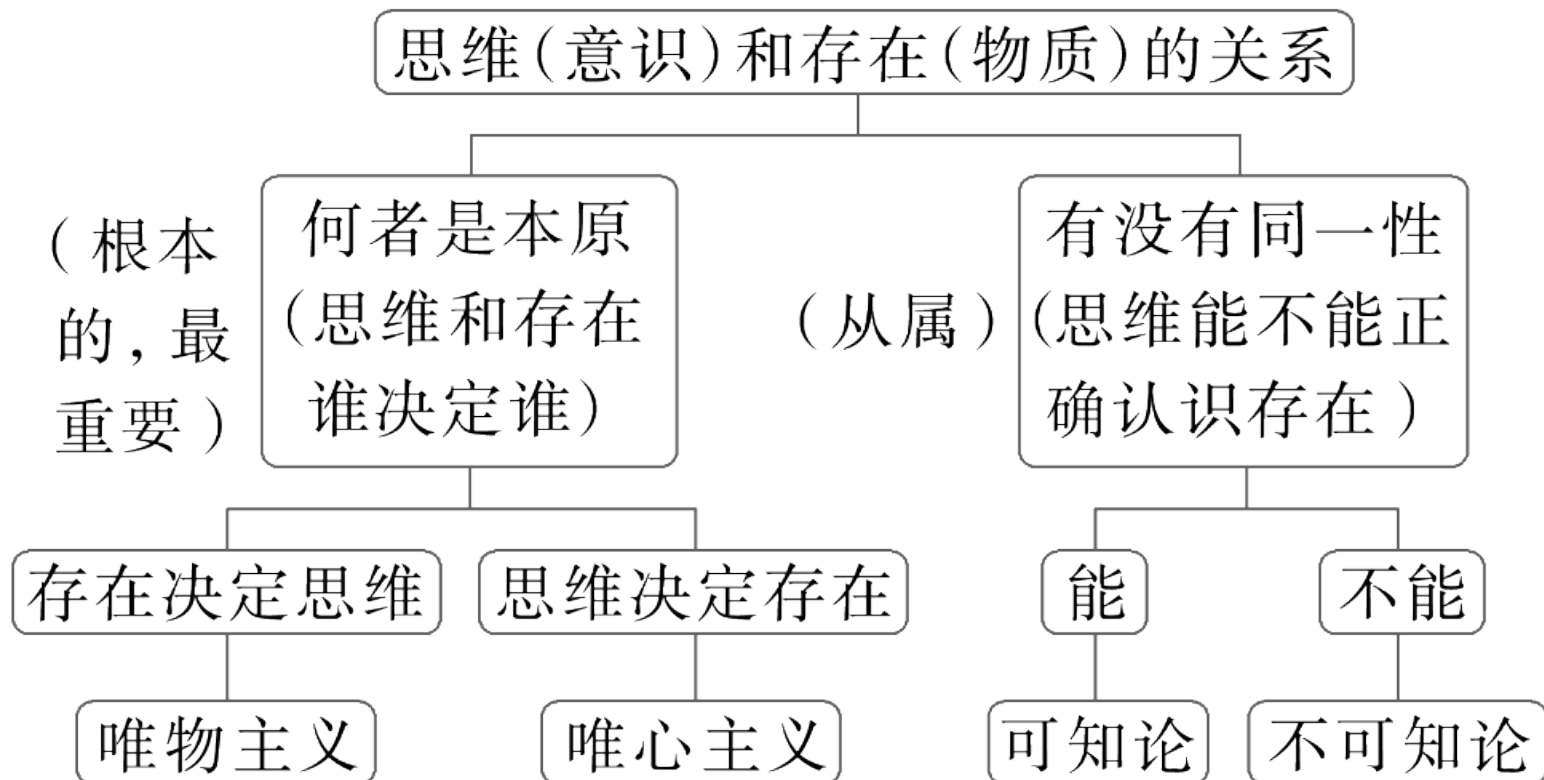 思维(意识)和存在(物质)的关系
(根本的,最重要)
何者是本原
(思维和存在
谁决定谁)
(从属)
有没有同一性
(思维能不能正
确认识存在)
存在决定思维
思维决定存在
能
不能
唯物主义
唯心主义
可知论
不可知论